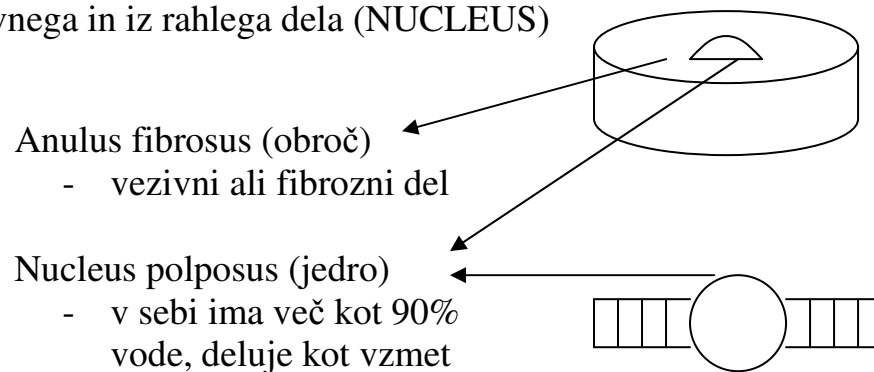 vnega in iz rahlega dela (NUCLEUS)
Anulus fibrosus (obroč)
- vezivni ali fibrozni del
Nucleus polposus (jedro)
- v sebi ima več kot 90%
vode, deluje kot vzmet